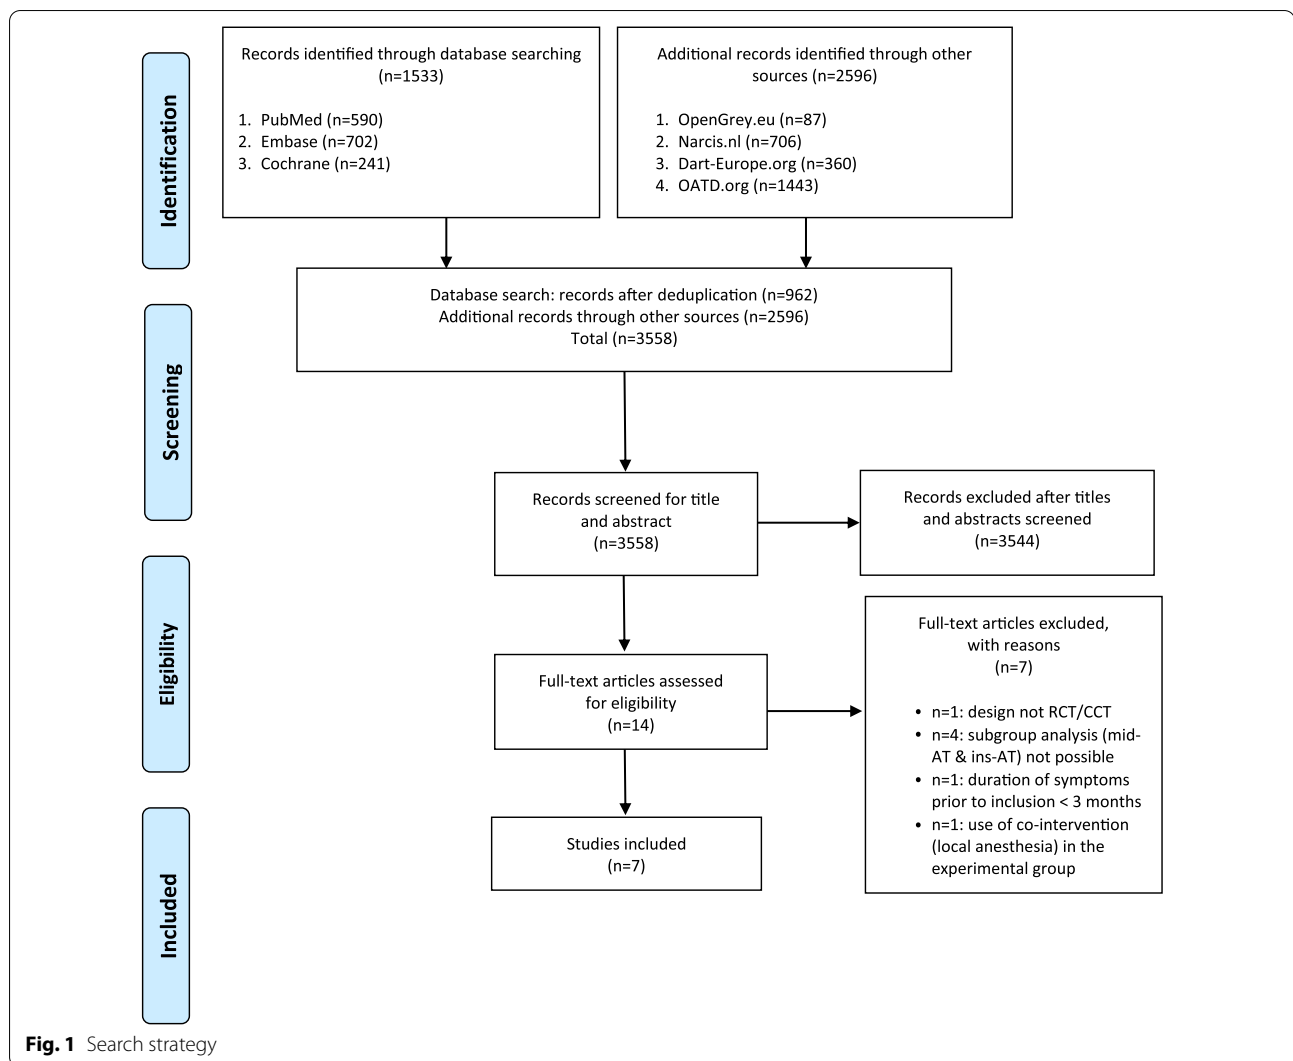 Identification
Records identified through database searching
(n=1533)
1. PubMed (n=590)
2. Embase (n=702)
3. Cochrane (n=241)
Additional records identified through other
sources (n=2596)
1. OpenGrey.eu (n=87)
2. Narcis.nl (n=706)
3. Dart-Europe.org (n=360)
4. OATD.org (n=1443)
Database search: records after deduplication (n=962)
Additional records through other sources (n=2596)
Total (n=3558)
Screening
Records screened for title
and abstract
(n=3558)
Records excluded after titles
and abstracts screened
(n=3544)
Eligibility
Full-text articles assessed
for eligibility
(n=14)
Full-text articles excluded,
with reasons
(n=7)
• n=1: design not RCT/CCT
• n=4: subgroup analysis (mid-
AT & ins-AT) not possible
• n=1: duration of symptoms
prior to inclusion < 3 months
• n=1: use of co-intervention
(local anesthesia) in the
experimental group
Included
Studies included
(n=7)
Fig. 1 Search strategy